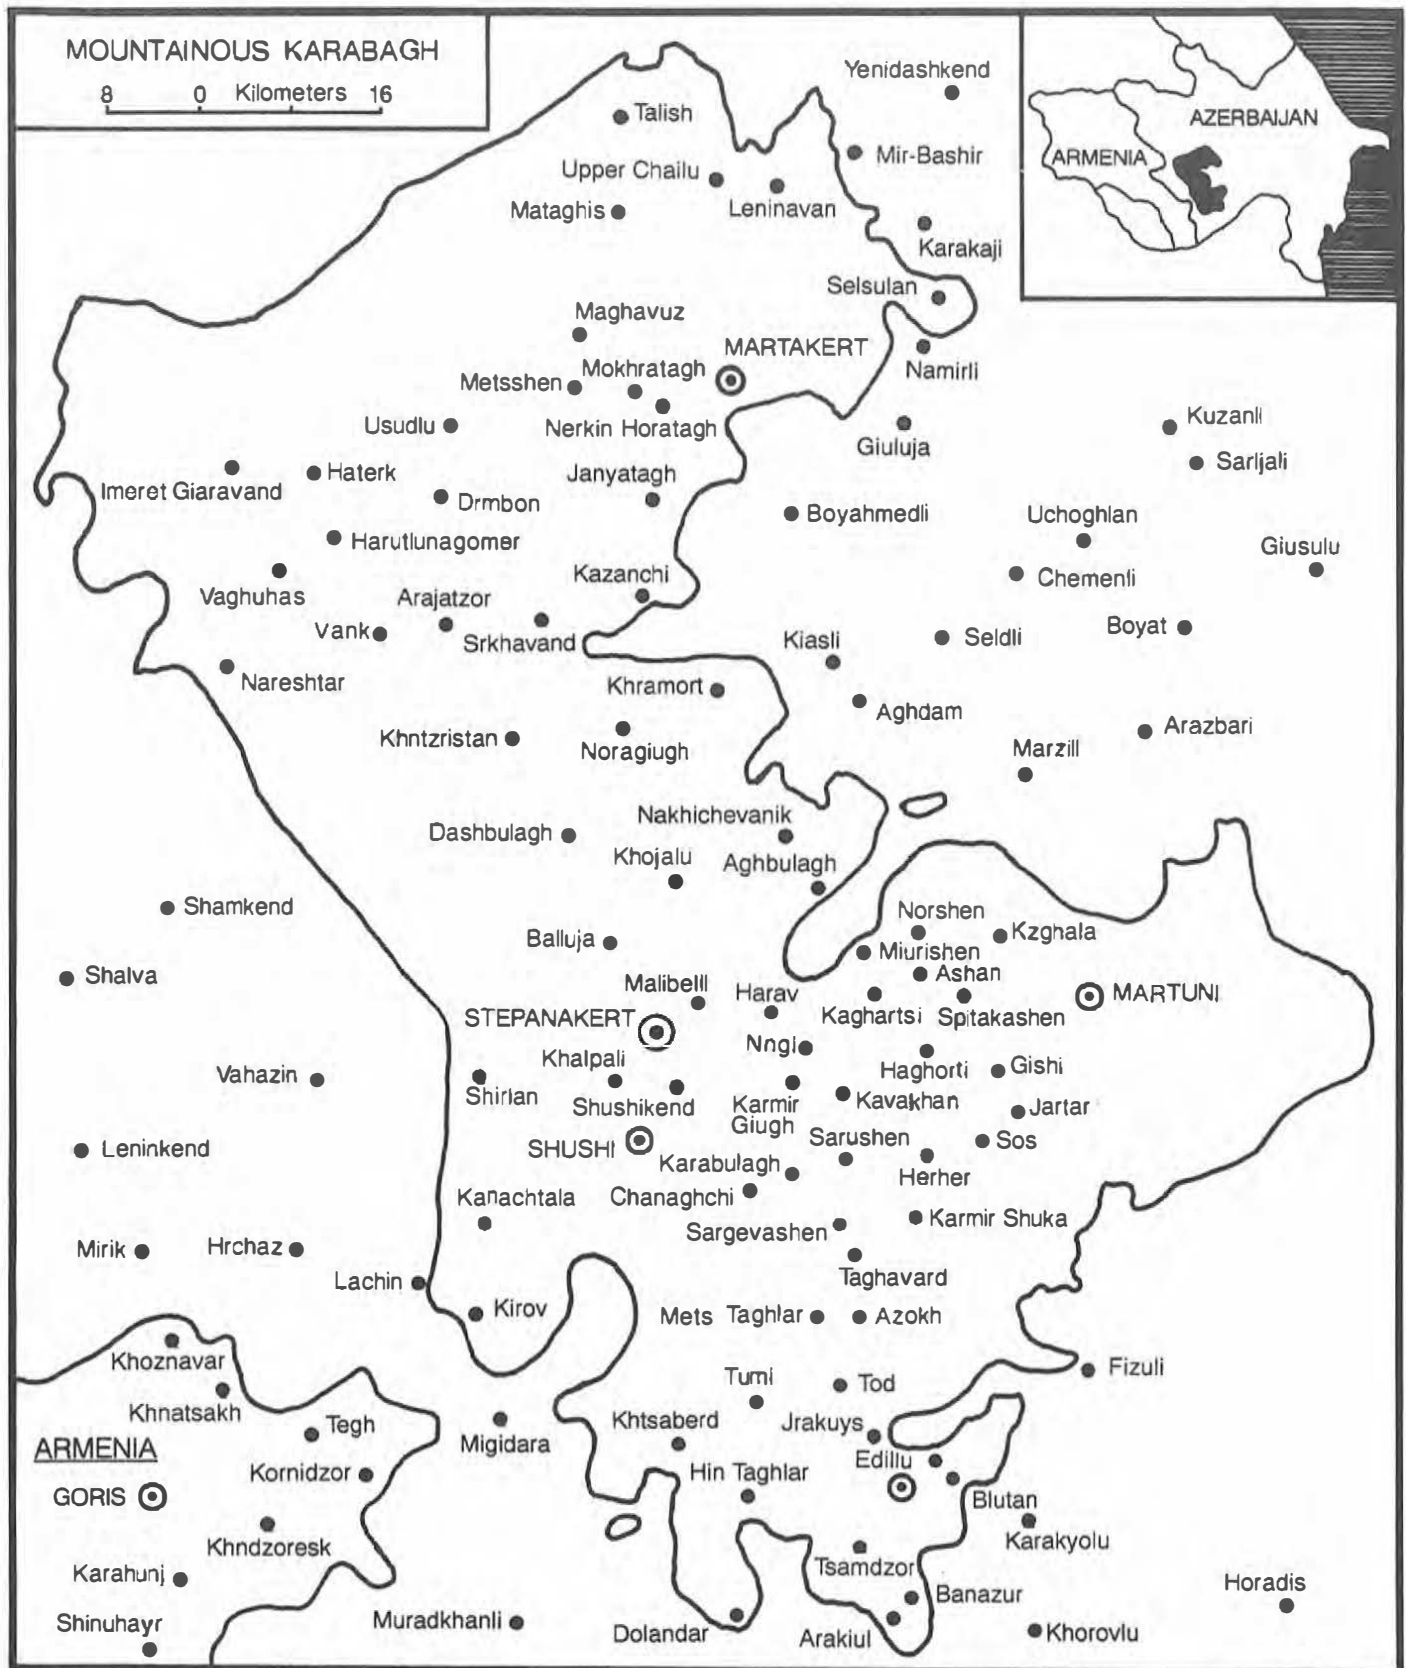 MOUNTAINOUS KARABAGH
8 0 Kilometers 16
AZERBAIJAN
ARMENIA
Yenidashkend
Talish
Mir-Bashir
Upper Chailu
Leninavan
Mataghis
Karakaji
Selsulan
Maghavuz
MARTAKERT
Namirli
Mokhratagh
Metsshen
Nerkin Horatagh
Usudlu
Giuluja
Kuzanli
Sarljali
Imeret Giaravand
Haterk
Janyatagh
Drmbon
Boyahmedli
Uchoghlan
Harutlunagomer
Giusulu
Chemenli
Kazanchi
Vaghuhas
Arajatzor
Vank
Srkhavand
Boyat
Seldli
Kiasli
Nareshtar
Khramort
Aghdam
Arazbari
Khntzristan
Noragiugh
Marzill
Nakhichevanik
Dashbulagh
Khojalu
Aghbulagh
Shamkend
Norshen
Kzghala
Balluja
Miurishen
Shalva
Ashan
Malibelll
Harav
MARTUNI
Kaghartsi
Spitakashen
STEPANAKERT
Nngl
Khalpali
Haghorti
Gishi
Vahazin
Shirlan
Shushikend
Karmir
Giugh
Kavakhan
Jartar
Sarushen
Sos
Leninkend
SHUSHI
Karabulagh
Herher
Kanachtala
Chanaghchi
Karmir Shuka
Sargevashen
Mirik
Hrchaz
Taghavard
Lachin
Kirov
Mets Taghlar
Azokh
Khoznavar
Fizuli
Tumi
Tod
Khnatsakh
Tegh
Khtsaberd
Jrakuys
Migidara
ARMENIA
Edillu
Kornidzor
Hin Taghlar
GORIS
Blutan
Karakyolu
Khndzoresk
Tsamdzor
Karahunj
Banazur
Horadis
Shinuhayr
Muradkhanli
Dolandar
Arakiul
Khorovlu